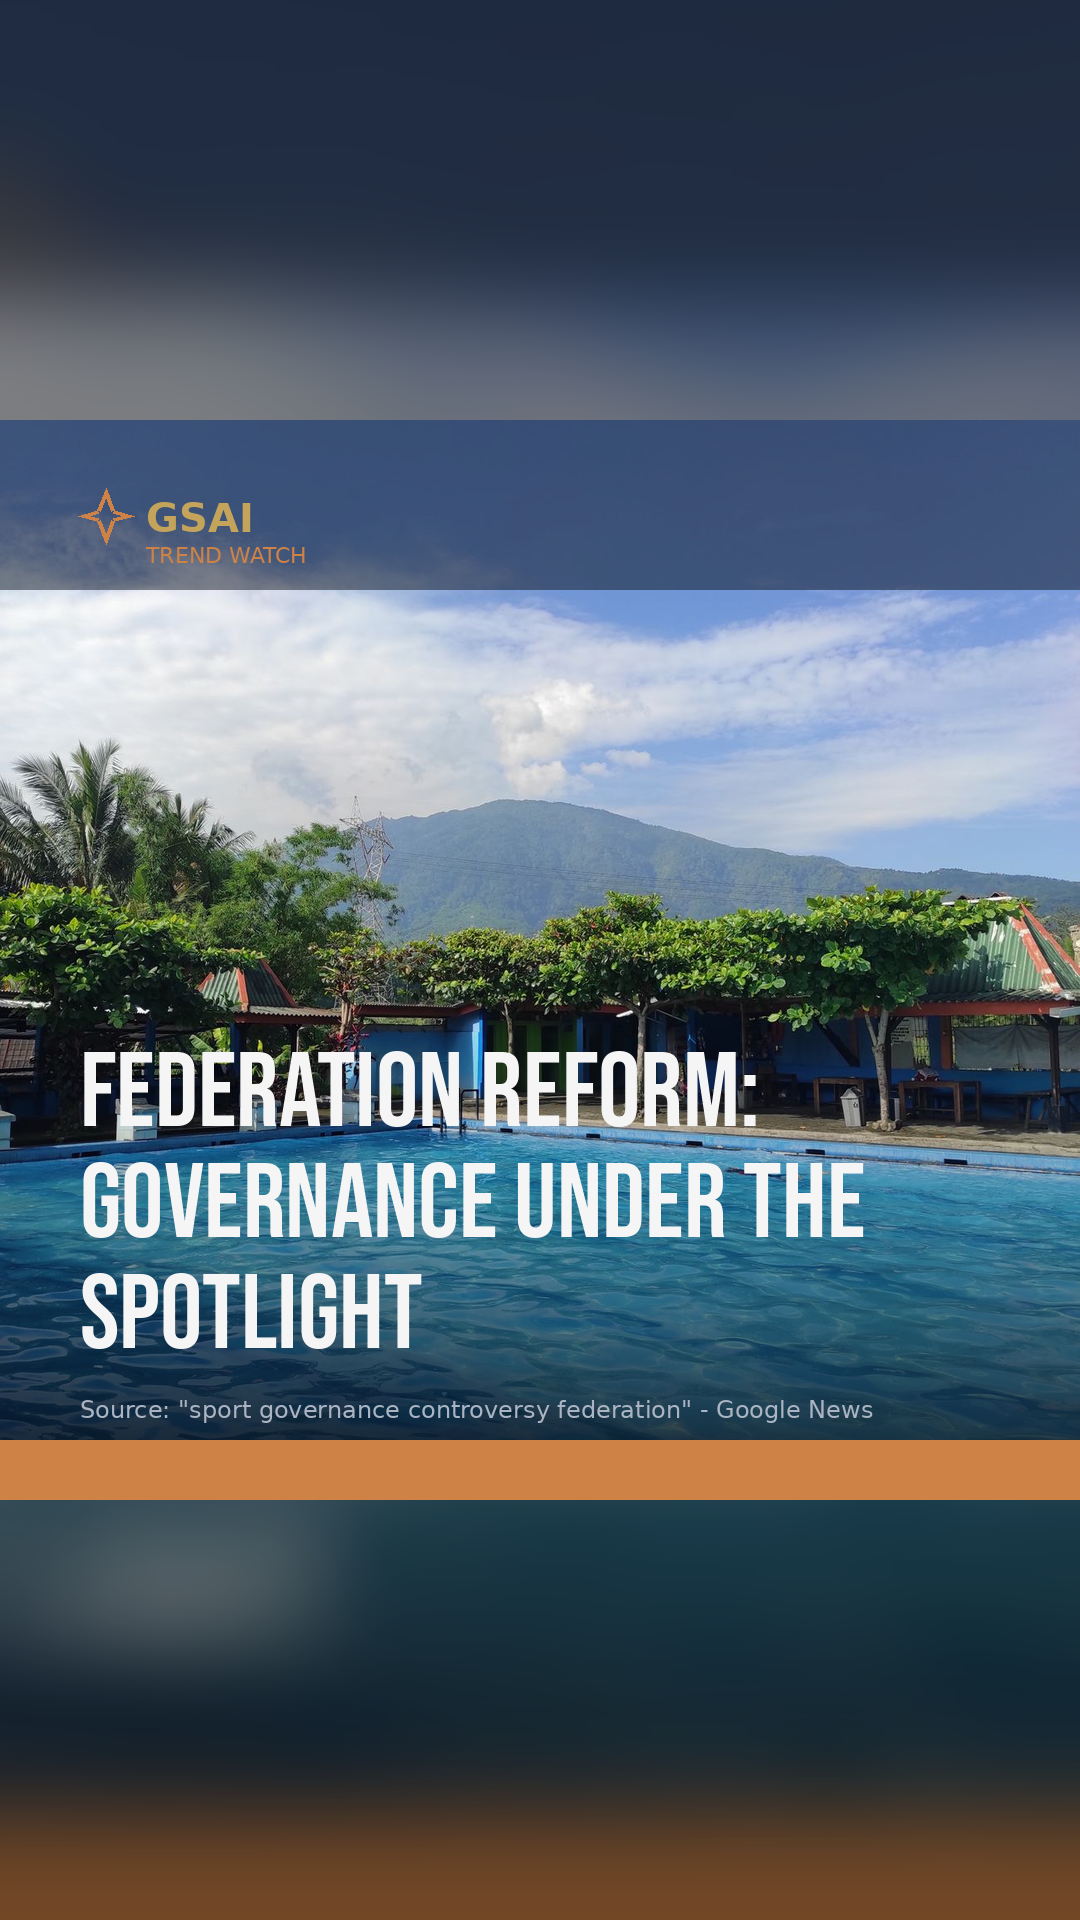 GSAI
TREND WATCH
FEDERATION REFORM:
GOVERNANCE UNDER THE
SPOTLIGHT
Source: "sport governance controversy federation" - Google News